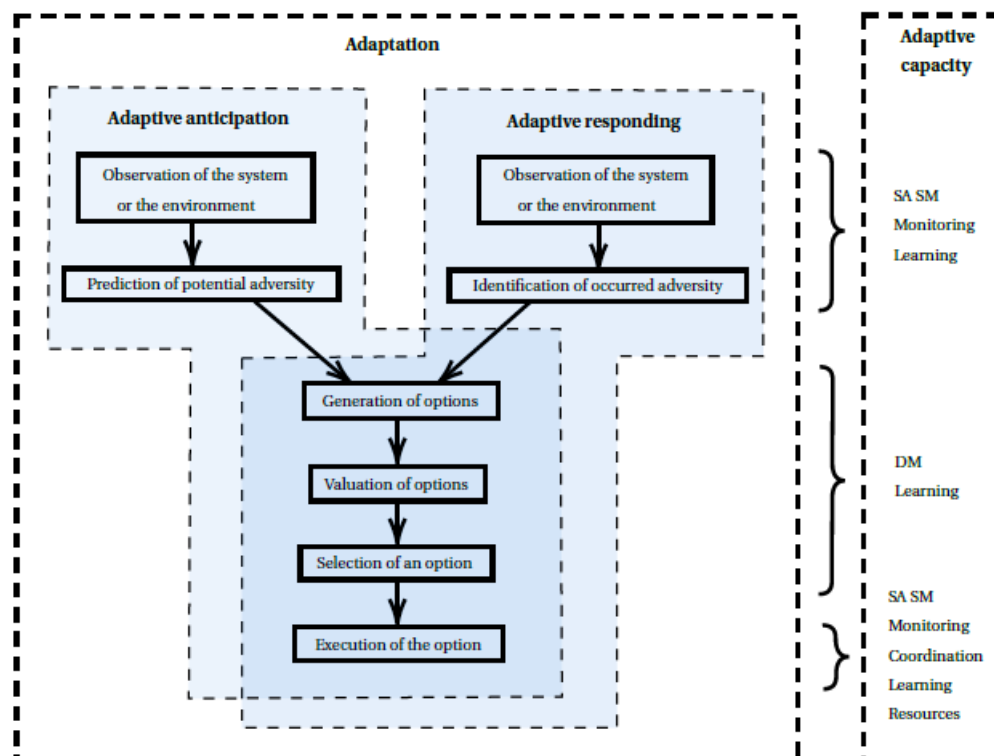 Adaptation
Adaptive anticipation
Observation of the system
or the environment
Prediction of potential adversity
Adaptive responding
Observation of the system
or the environment
Identification of occurred adversity
Generation of options
Valuation of options
Selection of an option
Execution of the option
Adaptive
capacity
SA SM
Monitoring
Learning
DM
Learning
SA SM
Monitoring
Coordination
Learning
Resources